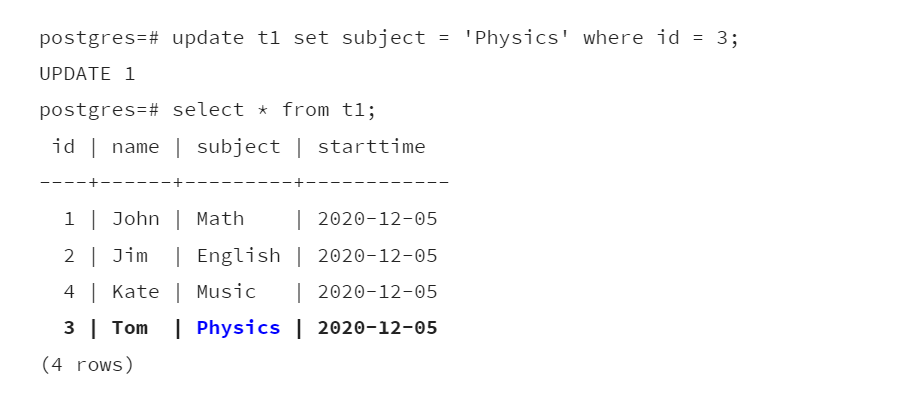 postgres=# update t1 set subject = 'Physics' where id = 3;
UPDATE 1
postgres=# select * from t1;
 id | name | subject | starttime
----+------+---------+------------
  1 | John | Math    | 2020-12-05
  2 | Jim  | English | 2020-12-05
  4 | Kate | Music   | 2020-12-05
  3 | Tom  | Physics | 2020-12-05
(4 rows)